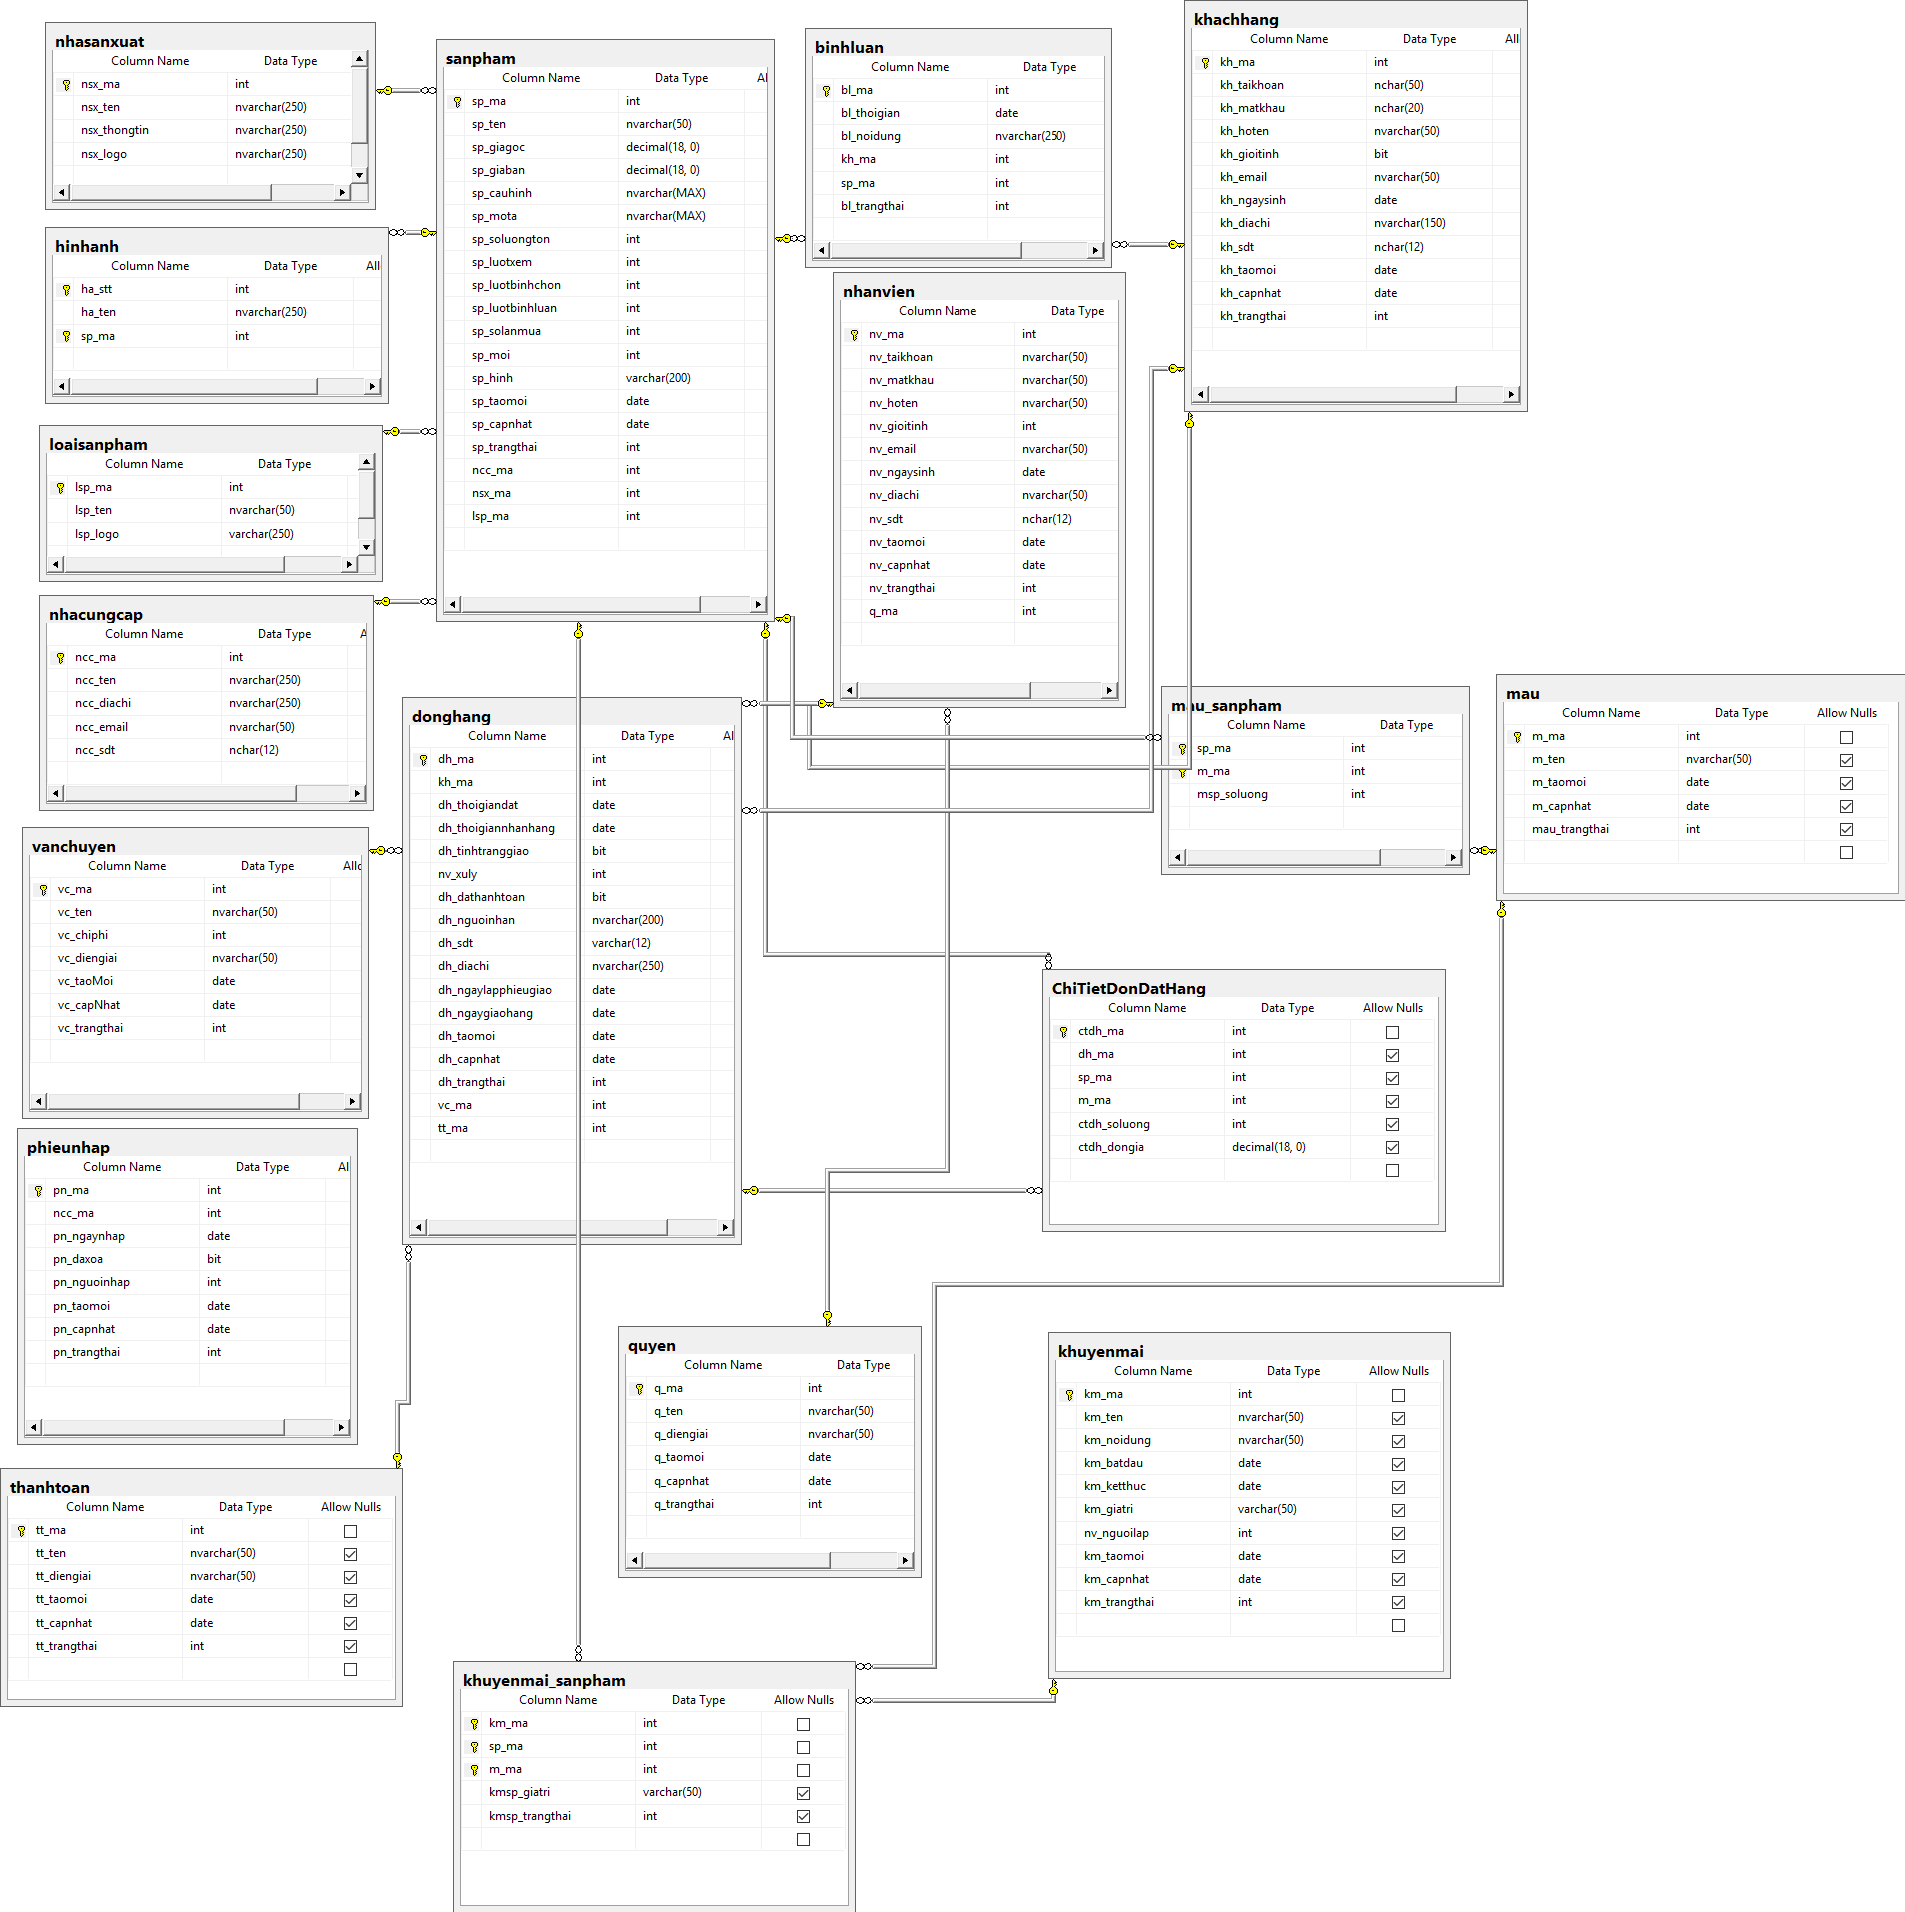 nhasanxuat
Column Name Data Type
nsx_ma int
nsx_ten nvarchar(250)
nsx_thongtin nvarchar(250)
nsx_logo nvarchar(250)
hinhanh
Column Name Data Type All
ha_stt int
ha_ten nvarchar(250)
sp_ma int
loaisanpham
Column Name Data Type
lsp_ma int
lsp_ten nvarchar(50)
lsp_logo varchar(250)
nhacungcap
Column Name Data Type A
ncc_ma int
ncc_ten nvarchar(250)
ncc_diachi nvarchar(250)
ncc_email nvarchar(50)
ncc_sdt nchar(12)
vanchuyen
Column Name Data Type Allc
vc_ma int
vc_ten nvarchar(50)
vc_chiphi int
vc_diengiai nvarchar(50)
vc_taoMoi date
vc_capNhat date
vc_trangthai int
phieunhap
Column Name Data Type Al
pn_ma int
ncc_ma int
pn_ngaynhap date
pn_daxoa bit
pn_nguoinhap int
pn_taomoi date
pn_capnhat date
pn_trangthai int
thanhtoan
Column Name Data Type Allow Nulls
tt_ma int
tt_ten nvarchar(50)
tt_diengiai nvarchar(50)
tt_taomoi date
tt_capnhat date
tt_trangthai int
sanpham
Column Name Data Type Al
sp_ma int
sp_ten nvarchar(50)
sp_giagoc decimal(18, 0)
sp_giaban decimal(18, 0)
sp_cauhinh nvarchar(MAX)
sp_mota nvarchar(MAX)
sp_soluongton int
sp_luotxem int
sp_luotbinhchon int
sp_luotbinhluan int
sp_solanmua int
sp_moi int
sp_hinh varchar(200)
sp_taomoi date
sp_capnhat date
sp_trangthai int
ncc_ma int
nsx_ma int
lsp_ma int
donghang
Column Name Data Type Al
dh_ma int
kh_ma int
dh_thoigiandat date
dh_thoigiannhanhang date
dh_tinhtranggiao bit
nv_xuly int
dh_dathanhtoan bit
dh_nguoinhan nvarchar(200)
dh_sdt varchar(12)
dh_diachi nvarchar(250)
dh_ngaylapphieugiao date
dh_ngaygiaohang date
dh_taomoi date
dh_capnhat date
dh_trangthai int
vc_ma int
tt_ma int
binhluan
Column Name Data Type
bl_ma int
bl_thoigian date
bl_noidung nvarchar(250)
kh_ma int
sp_ma int
bl_trangthai int
nhanvien
Column Name Data Type
nv_ma int
nv_taikhoan nvarchar(50)
nv_matkhau nvarchar(50)
nv_hoten nvarchar(50)
nv_gioitinh int
nv_email nvarchar(50)
nv_ngaysinh date
nv_diachi nvarchar(50)
nv_sdt nchar(12)
nv_taomoi date
nv_capnhat date
nv_trangthai int
q_ma int
khachhang
Column Name Data Type All
kh_ma int
kh_taikhoan nchar(50)
kh_matkhau nchar(20)
kh_hoten nvarchar(50)
kh_gioitinh bit
kh_email nvarchar(50)
kh_ngaysinh date
kh_diachi nvarchar(150)
kh_sdt nchar(12)
kh_taomoi date
kh_capnhat date
kh_trangthai int
mau_sanpham
Column Name Data Type
sp_ma int
m_ma int
msp_soluong int
mau
Column Name Data Type Allow Nulls
m_ma int
m_ten nvarchar(50)
m_taomoi date
m_capnhat date
mau_trangthai int
ChiTietDonDatHang
Column Name Data Type Allow Nulls
ctdh_ma int
dh_ma int
sp_ma int
m_ma int
ctdh_soluong int
ctdh_dongia decimal(18, 0)
quyen
Column Name Data Type
q_ma int
q_ten nvarchar(50)
q_diengiai nvarchar(50)
q_taomoi date
q_capnhat date
q_trangthai int
khuyenmai
Column Name Data Type Allow Nulls
km_ma int
km_ten nvarchar(50)
km_noidung nvarchar(50)
km_batdau date
km_ketthuc date
km_giatri varchar(50)
nv_nguoilap int
km_taomoi date
km_capnhat date
km_trangthai int
khuyenmai_sanpham
Column Name Data Type Allow Nulls
km_ma int
sp_ma int
m_ma int
kmsp_giatri varchar(50)
kmsp_trangthai int